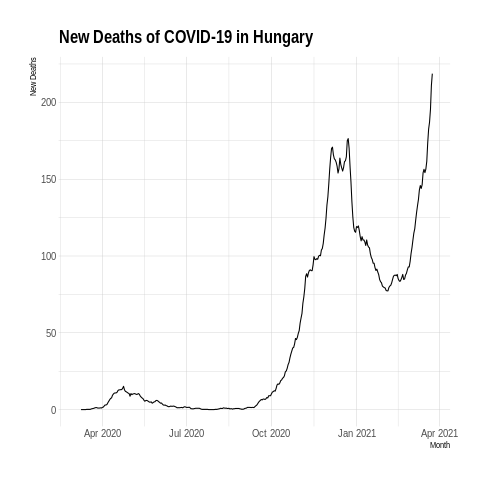 New Deaths of COVID-19 in Hungary
New Deaths
200
150
100
50
0
Apr 2020 Jul 2020 Oct 2020 Jan 2021 Apr 2021
Month